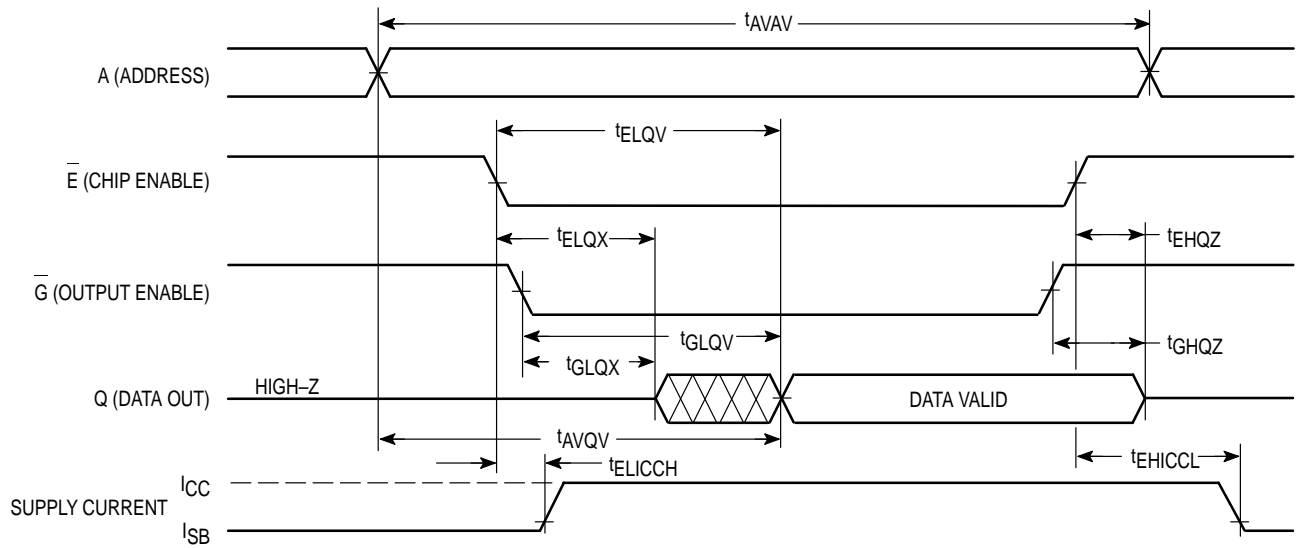 tAVAV
A (ADDRESS)
tELQV
E (CHIP ENABLE)
tELQX
tEHQZ
G (OUTPUT ENABLE)
tGLQV
tGHQZ
tGLQX
HIGH–Z
Q (DATA OUT)
DATA VALID
tAVQV
tELICCH
tEHICCL
ICC
SUPPLY CURRENT
ISB